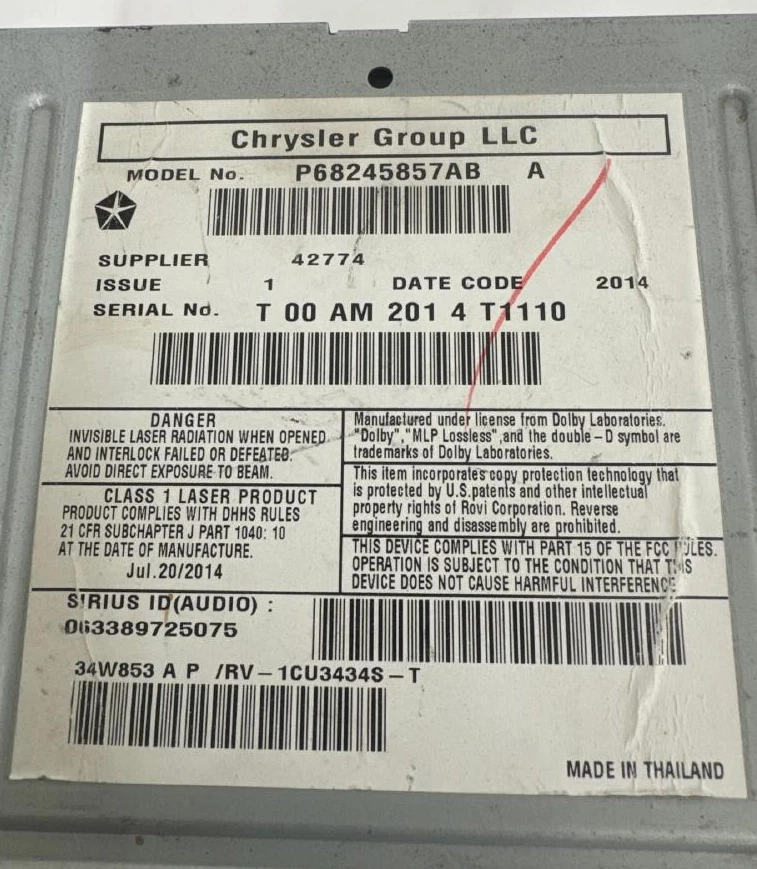 Chrysler Group LLC
MODEL No. P68245857AB A
SUPPLIER 42774
ISSUE 1 DATE CODE 2014
SERIAL No. T 00 AM 201 4 T1110
DANGER
INVISIBLE LASER RADIATION WHEN OPENED
AND INTERLOCK FAILED OR DEFEATED.
AVOID DIRECT EXPOSURE TO BEAM.
CLASS 1 LASER PRODUCT
PRODUCT COMPLIES WITH DHHS RULES
21 CFR SUBCHAPTER J PART 1040: 10
AT THE DATE OF MANUFACTURE.
Jul.20/2014
Manufactured under license from Dolby Laboratories.
"Dolby","MLP Lossless",and the double-D symbol are
trademarks of Dolby Laboratories.
This item incorporates copy protection technology that
is protected by U.S.patents and other intellectual
property rights of Rovi Corporation. Reverse
engineering and disassembly are prohibited.
THIS DEVICE COMPLIES WITH PART 15 OF THE FCC RULES.
OPERATION IS SUBJECT TO THE CONDITION THAT THIS
DEVICE DOES NOT CAUSE HARMFUL INTERFERENCE
SIRIUS ID(AUDIO) :
063389725075
34W853 A P /RV-1CU3434S-T
MADE IN THAILAND